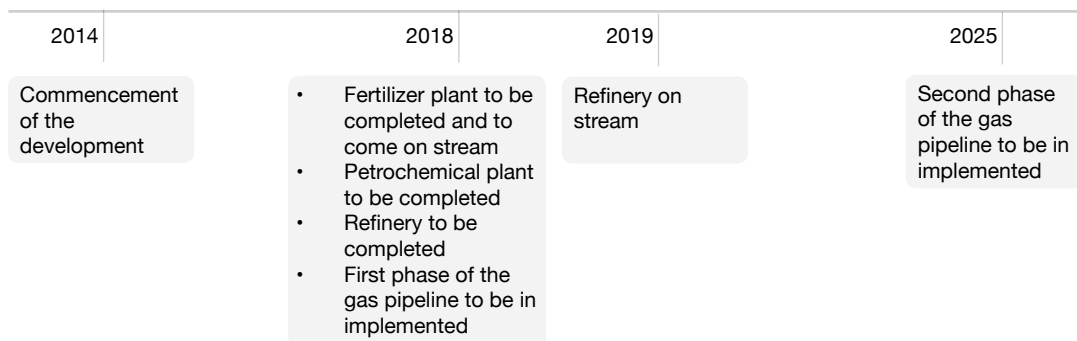 2014
Commencement
of the
development
2018
• Fertilizer plant to be
completed and to
come on stream
• Petrochemical plant
to be completed
• Refinery to be
completed
• First phase of the
gas pipeline to be in
implemented
2019
Refinery on
stream
2025
Second phase
of the gas
pipeline to be in
implemented